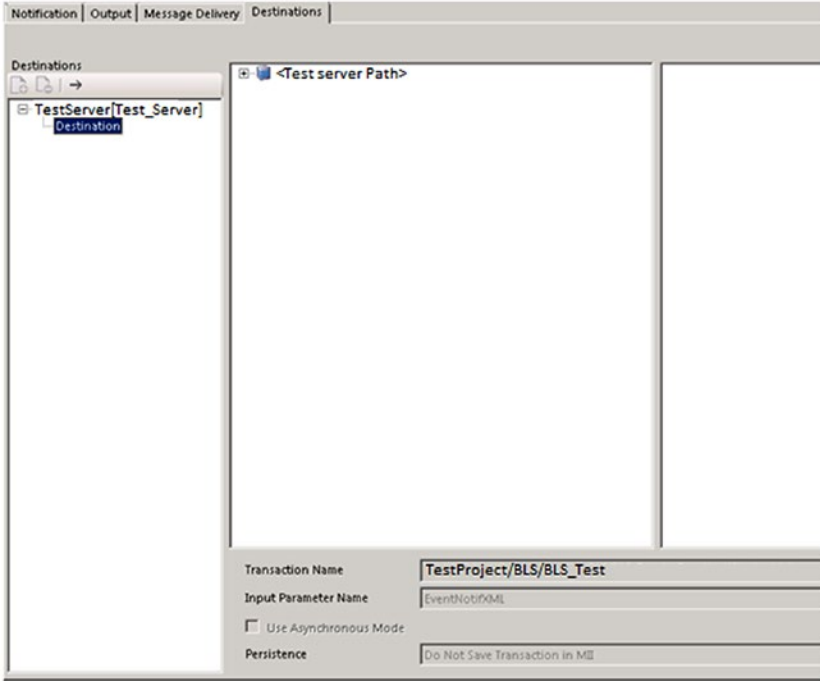 Notification Output Message Delivery Destinations
Destinations
<Test server Path>
TestServer[Test_Server]
Destination
Transaction Name TestProject/BLS/BLS_Test
Input Parameter Name EventNotifXML
Use Asynchronous Mode
Persistence Do Not Save Transaction in MII